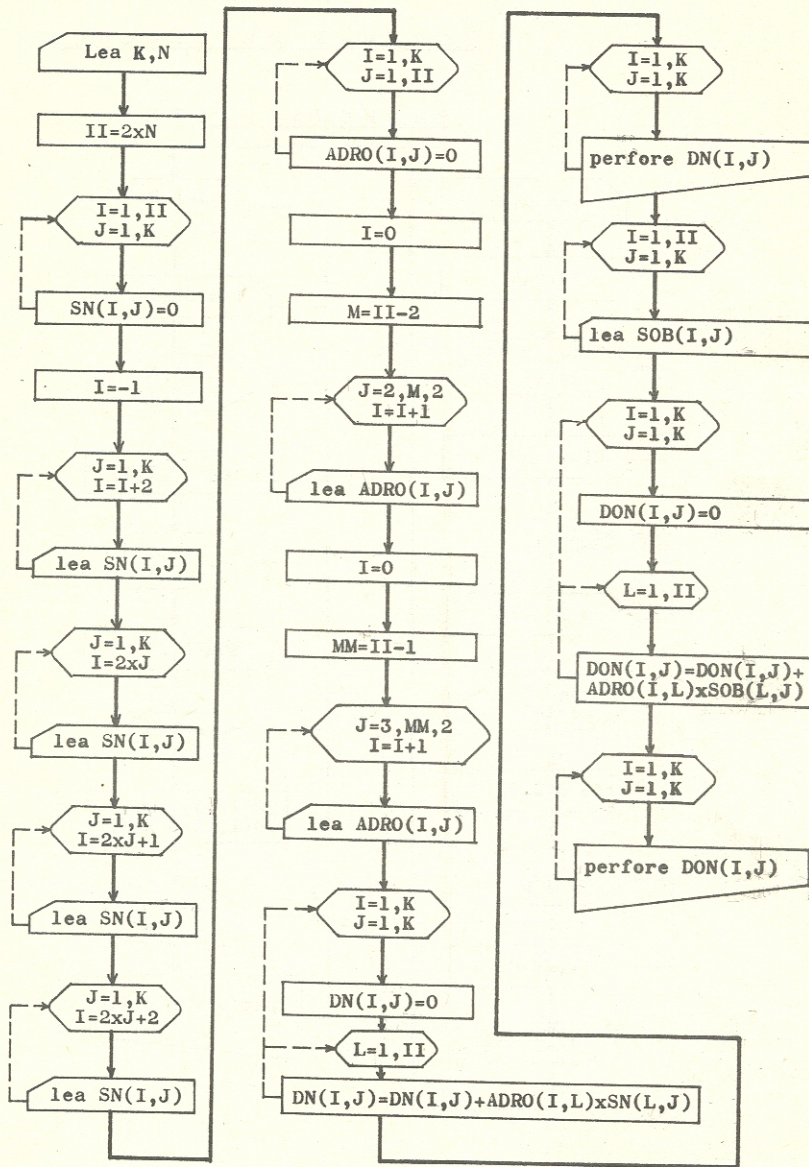 Lea K,N
II=2xN
I=1,II
J=1,K
SN(I,J)=0
I=-1
J=1,K
I=I+2
lea SN(I,J)
J=1,K
I=2xJ
lea SN(I,J)
J=1,K
I=2xJ+1
lea SN(I,J)
J=1,K
I=2xJ+2
lea SN(I,J)
I=1,K
J=1,II
ADRO(I,J)=0
I=0
M=II-2
J=2,M,2
I=I+1
lea ADRO(I,J)
I=0
MM=II-1
J=3,MM,2
I=I+1
lea ADRO(I,J)
I=1,K
J=1,K
DN(I,J)=0
L=1,II
DN(I,J)=DN(I,J)+ADRO(I,L)xSN(L,J)
I=1,K
J=1,K
perfore DN(I,J)
I=1,II
J=1,K
lea SOB(I,J)
I=1,K
J=1,K
DON(I,J)=0
L=1,II
DON(I,J)=DON(I,J)+
ADRO(I,L)xSOB(L,J)
I=1,K
J=1,K
perfore DON(I,J)